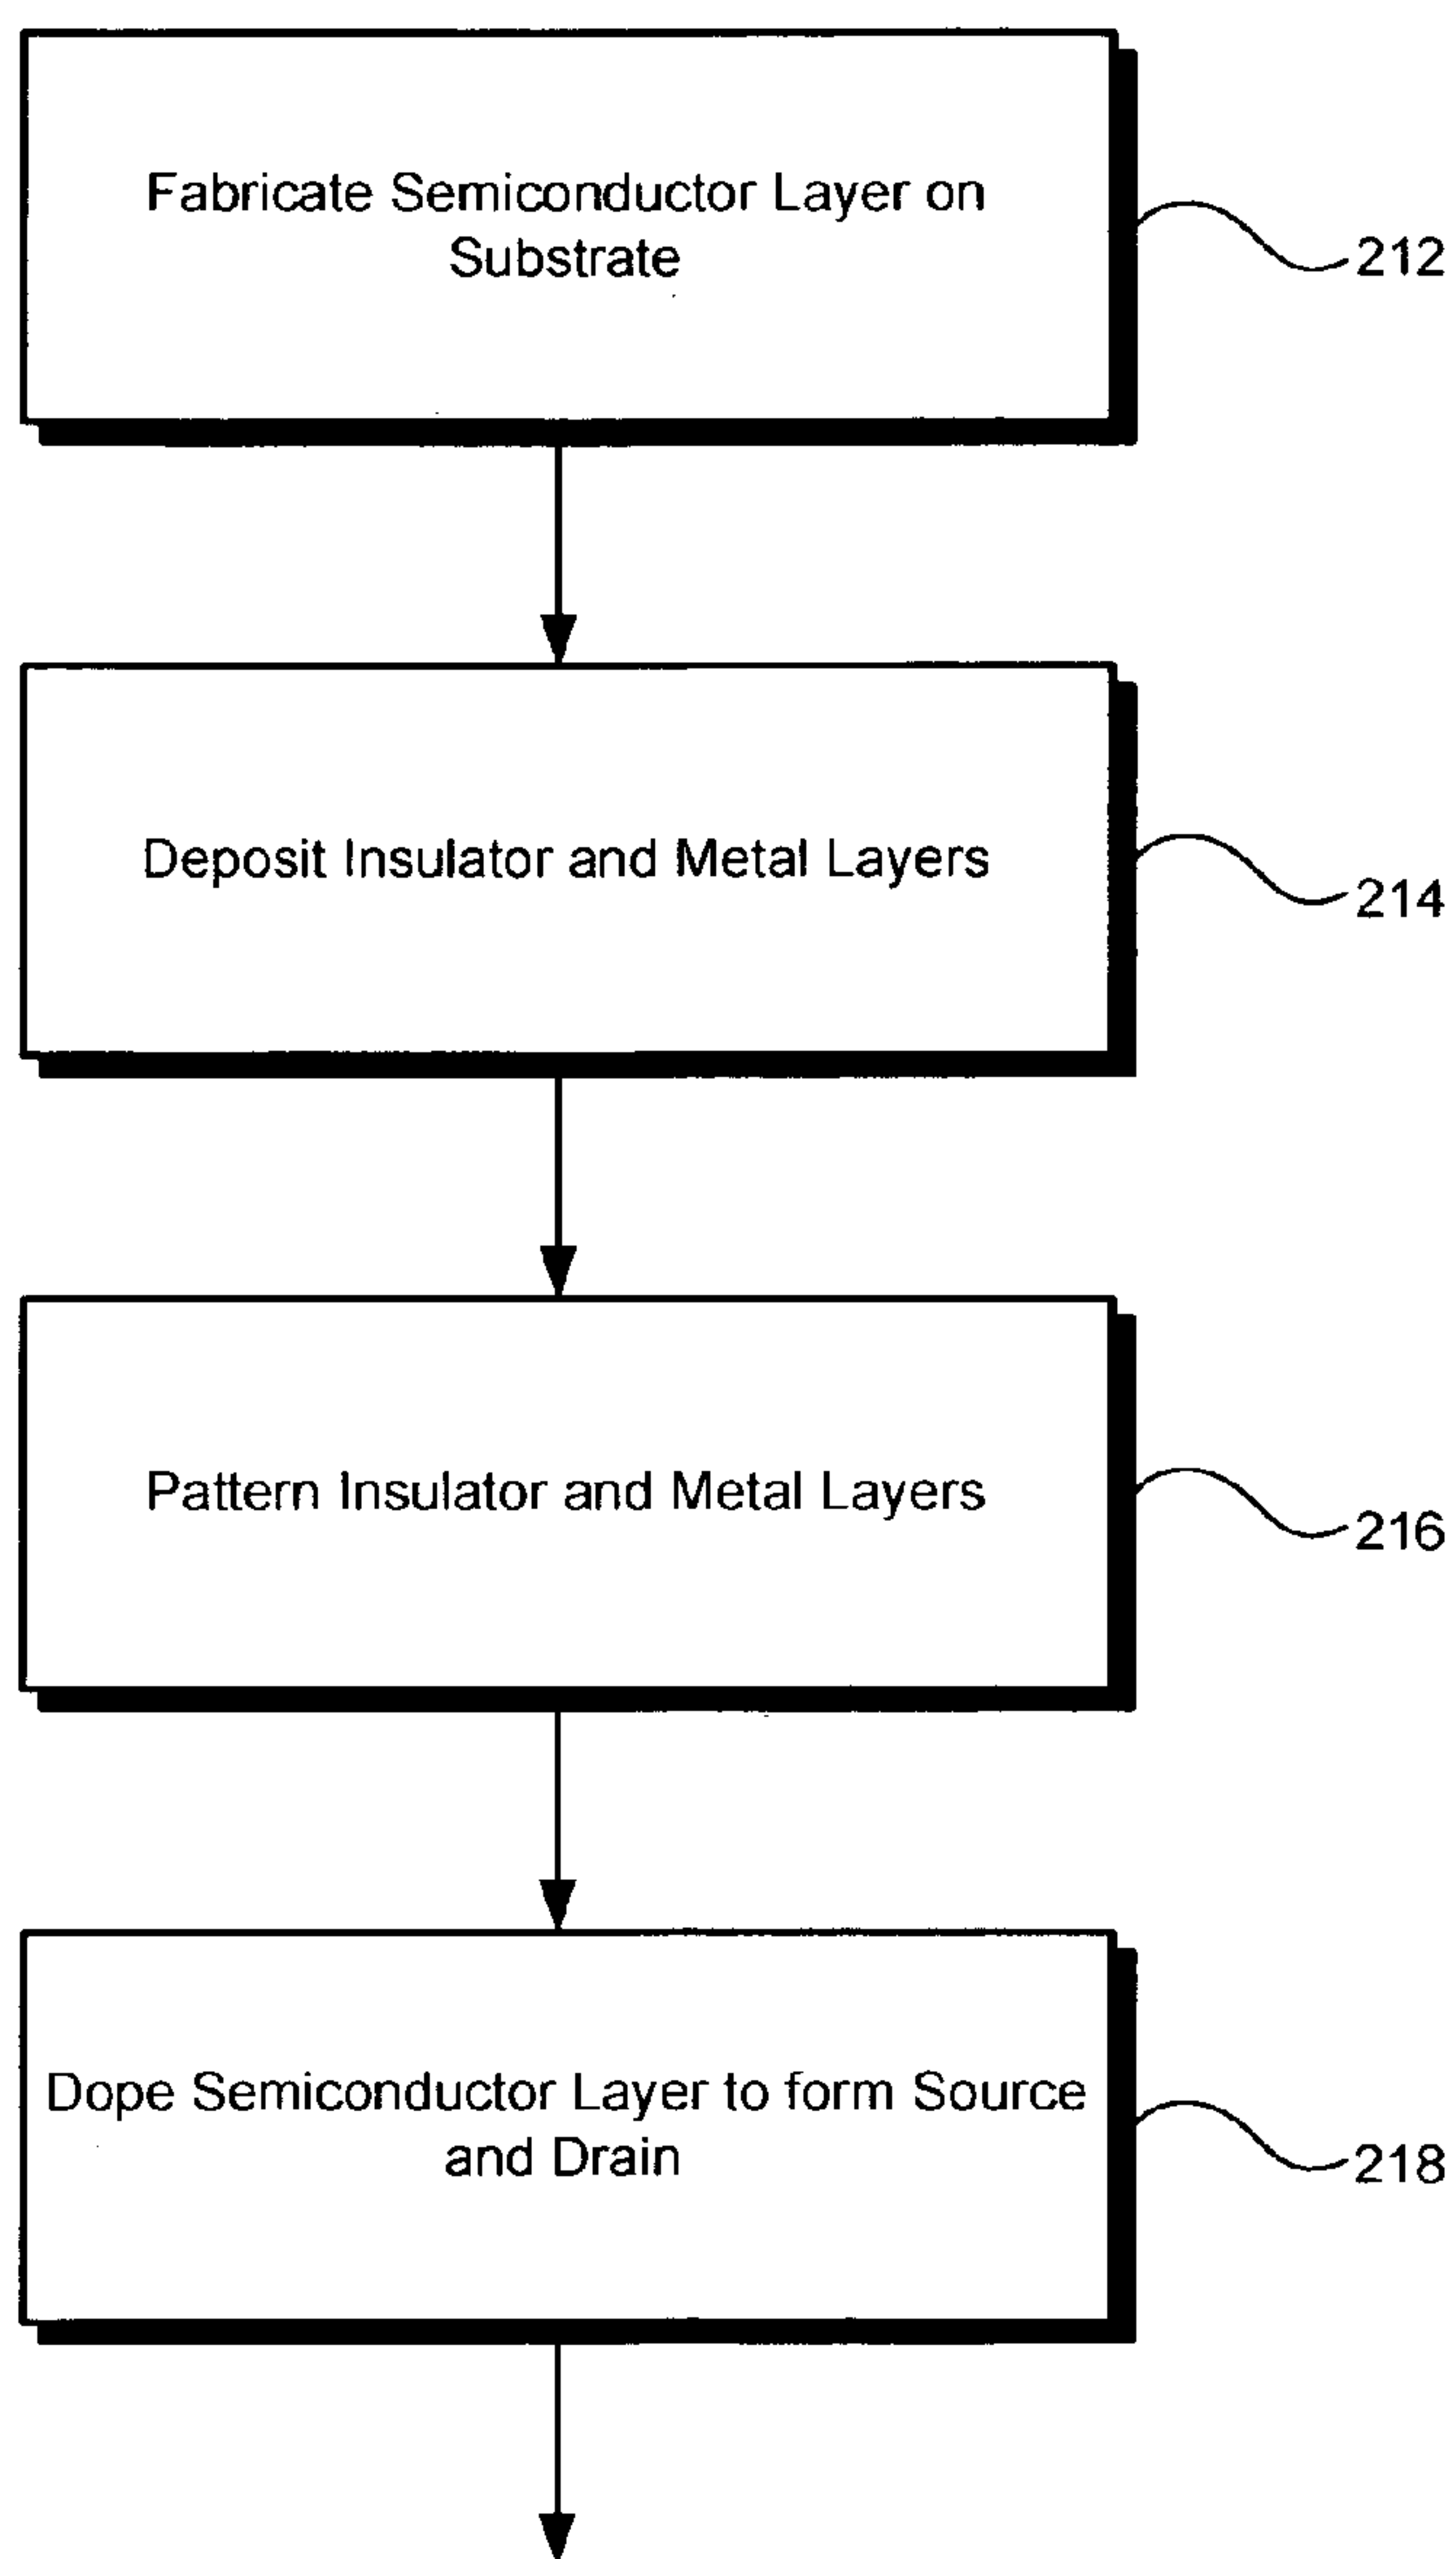 Fabricate Semiconductor Layer on
Substrate
212
Deposit Insulator and Metal Layers
214
Pattern Insulator and Metal Layers
216
Dope Semiconductor Layer to form Source
and Drain
218